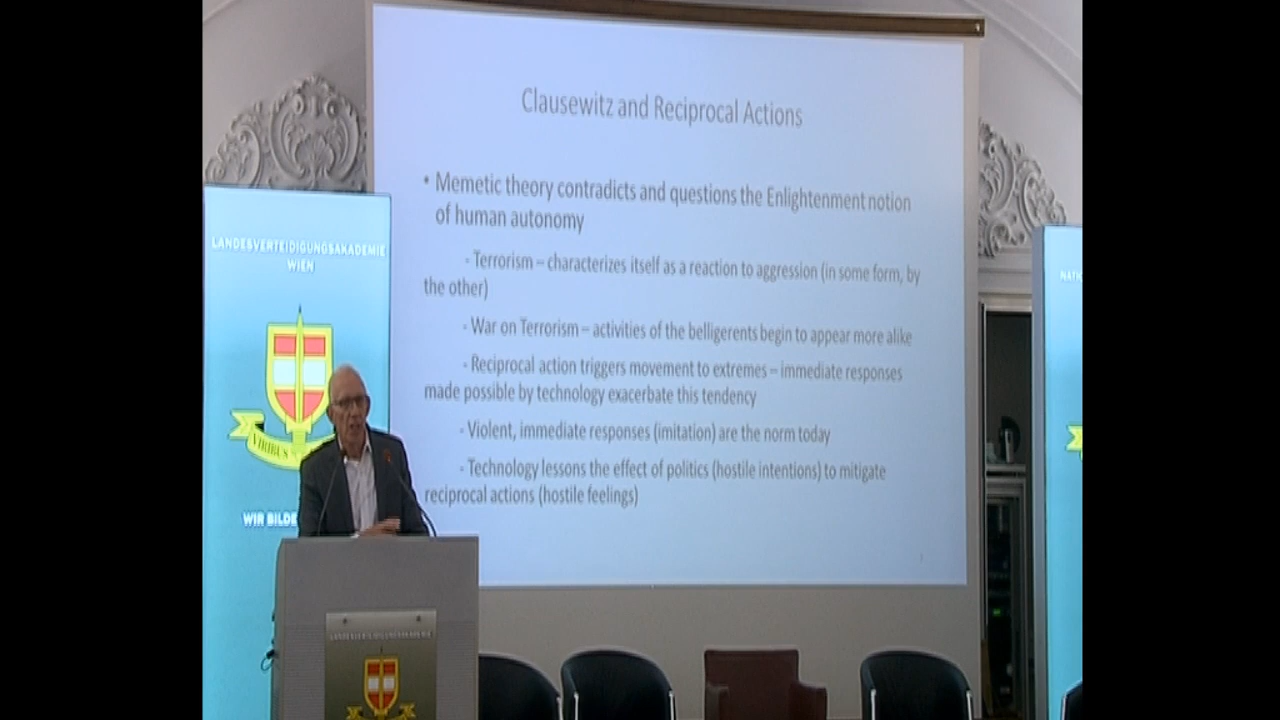 Clausewitz and Reciprocal Actions
• Memetic theory contradicts and questions the Enlightenment notion
of human autonomy
- Terrorism – characterizes itself as a reaction to aggression (in some form, by
the other)
- War on Terrorism – activities of the belligerents begin to appear more alike
- Reciprocal action triggers movement to extremes – immediate responses
made possible by technology exacerbate this tendency
- Violent, immediate responses (imitation) are the norm today
- Technology lessons the effect of politics (hostile intentions) to mitigate
reciprocal actions (hostile feelings)
LANDESVERTEIDIGUNGSAKADEMIE
WIEN
VIRIBUS
WIR BILDE
NATIO
LANDESVERTEIDIGUNGSAKADEMIE